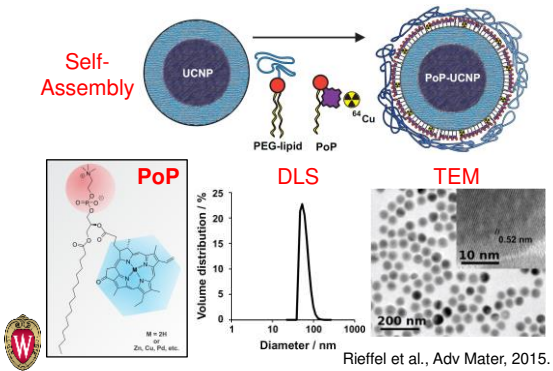 Self-
Assembly
UCNP
PEG-lipid
PoP
64Cu
PoP-UCNP
PoP
M
M = 2H
or
Zn, Cu, Pd, etc.
DLS
Volume distribution / %
25
20
15
10
5
0
1
10
100
1000
Diameter / nm
TEM
0.52 nm
10 nm
200 nm
W
Rieffel et al., Adv Mater, 2015.